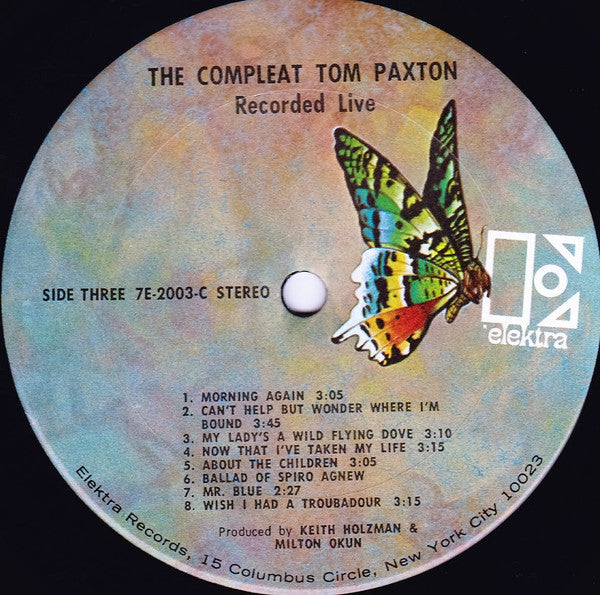 THE COMPLEAT TOM PAXTON
Recorded Live
SIDE THREE 7E-2003-C STEREO
elektra
1. MORNING AGAIN 3:05
2. CAN'T HELP BUT WONDER WHERE I'M
BOUND 3:45
3. MY LADY'S A WILD FLYING DOVE 3:10
4. NOW THAT I'VE TAKEN MY LIFE 3:15
5. ABOUT THE CHILDREN 3:05
6. BALLAD OF SPIRO AGNEW
7. MR. BLUE 2:27
8. WISH I HAD A TROUBADOUR 3:15
Produced by KEITH HOLZMAN &
MILTON OKUN
Elektra Records, 15 Columbus Circle, New York City 10023